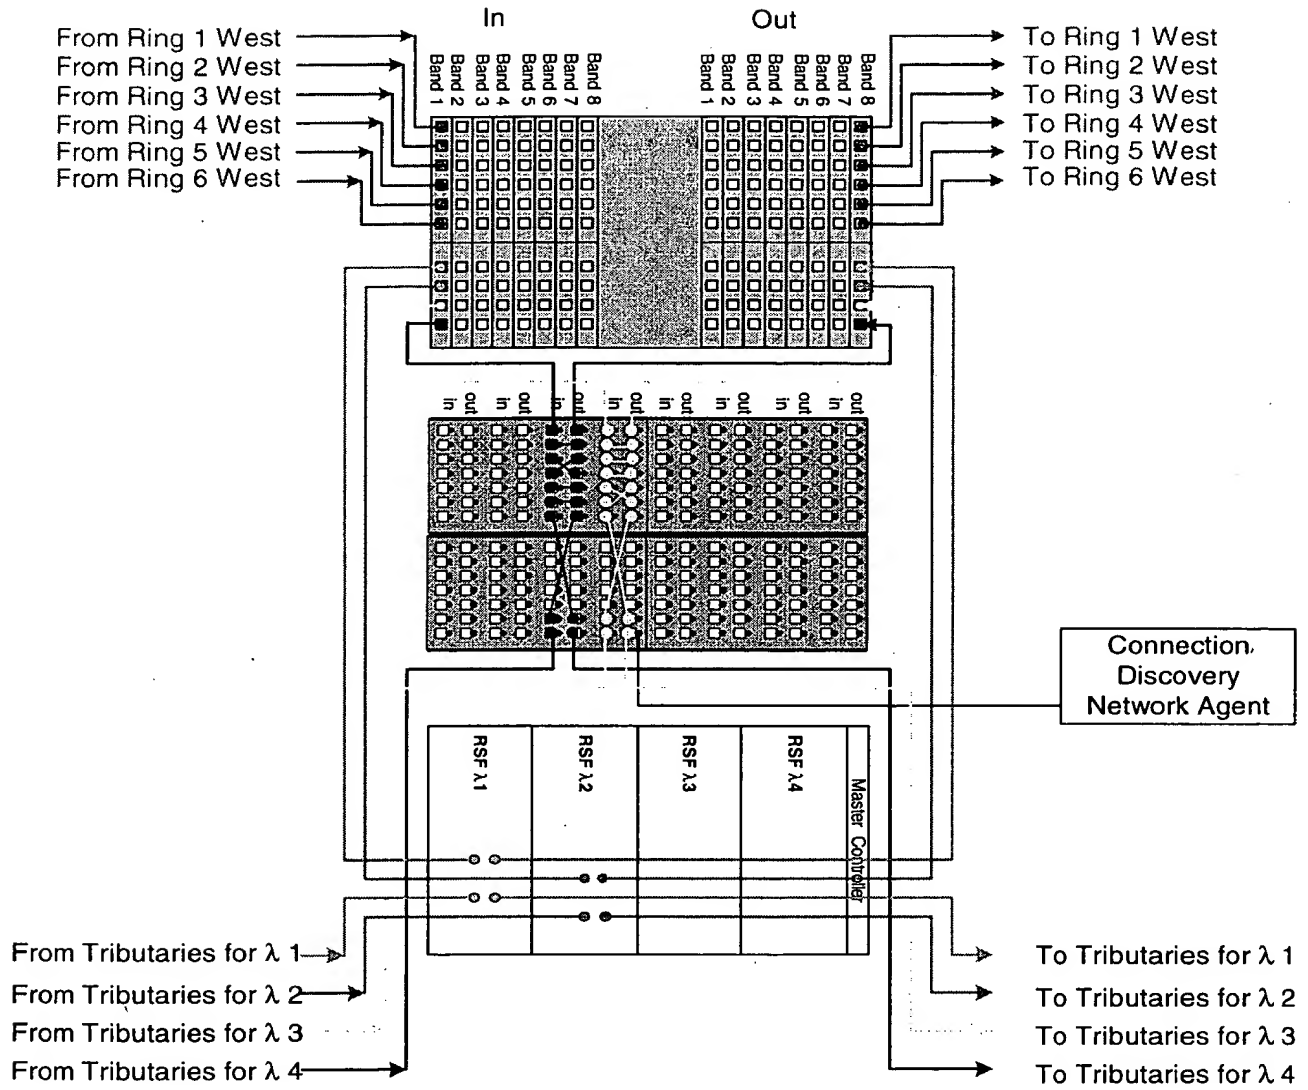 In
Out
From Ring 1 West
From Ring 2 West
From Ring 3 West
From Ring 4 West
From Ring 5 West
From Ring 6 West
Band 1
Band 2
Band 3
Band 4
Band 5
Band 6
Band 7
Band 8
Band 1
Band 2
Band 3
Band 4
Band 5
Band 6
Band 7
Band 8
To Ring 1 West
To Ring 2 West
To Ring 3 West
To Ring 4 West
To Ring 5 West
To Ring 6 West
in
out
in
out
in
out
in
out
in
out
in
out
in
out
in
out
Connection
Discovery
Network Agent
RSF λ1
RSF λ2
RSF λ3
RSF λ4
Master Controller
From Tributaries for λ 1
From Tributaries for λ 2
From Tributaries for λ 3
From Tributaries for λ 4
To Tributaries for λ 1
To Tributaries for λ 2
To Tributaries for λ 3
To Tributaries for λ 4